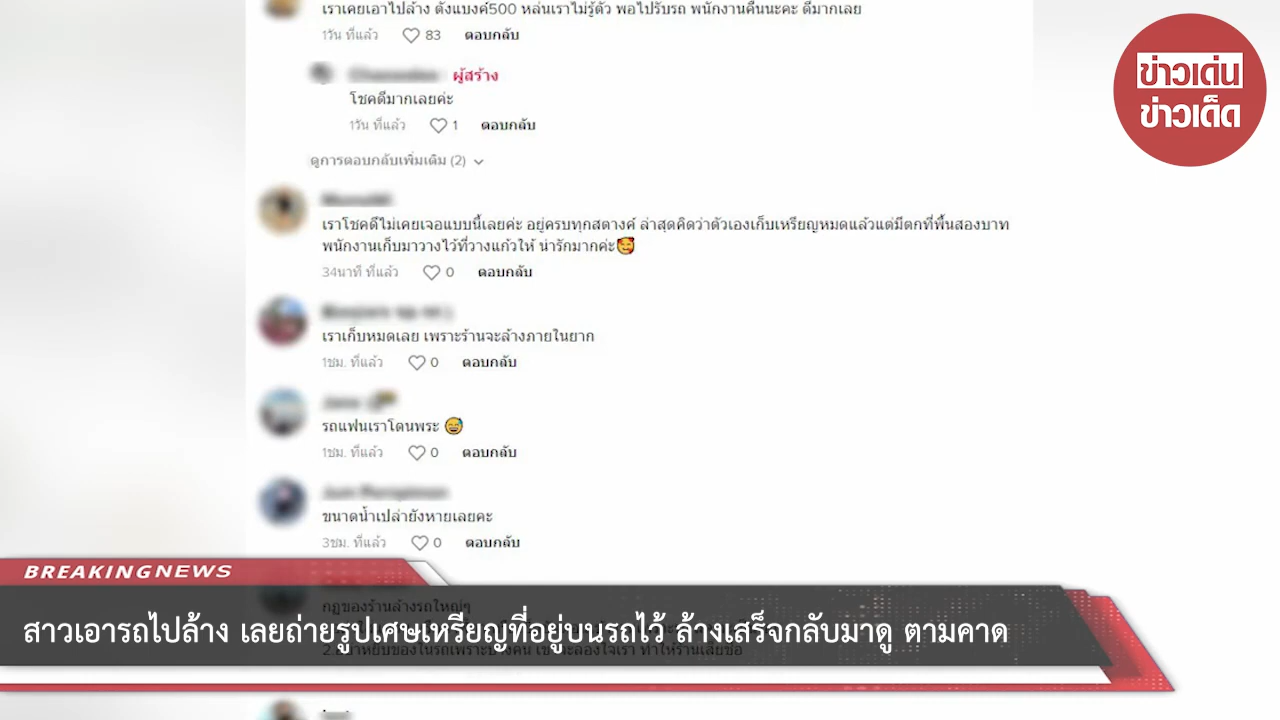 เราเคยเอาไปล้าง ตังแบงค์500 หล่นเราไม่รู้ตัว พอไปรับรถ พนักงานคืนนะคะ ดีมากเลย
1วัน ที่แล้ว 83 ตอบกลับ
ผู้สร้าง
โชคดีมากเลยค่ะ
1วัน ที่แล้ว 1 ตอบกลับ
ดูการตอบกลับเพิ่มเติม (2)
เราโชคดีไม่เคยเจอแบบนี้เลยค่ะ อยู่ครบทุกสตางค์ ล่าสุดคิดว่าตัวเองเก็บเหรียญหมดแล้วแต่มีตกที่พื้นสองบาท
พนักงานเก็บมาวางไว้ที่วางแก้วให้ น่ารักมากค่ะ🥰
34นาที ที่แล้ว 0 ตอบกลับ
เราเก็บหมดเลย เพราะร้านจะล้างภายในยาก
1ชม. ที่แล้ว 0 ตอบกลับ
รถแฟนเราโดนพระ 😅
1ชม. ที่แล้ว 0 ตอบกลับ
ขนาดน้ำเปล่ายังหายเลยคะ
3ชม. ที่แล้ว 0 ตอบกลับ
กฏของร้านล้างรถใหญ่ๆ
ข่าวเด่น
ข่าวเด็ด
BREAKINGNEWS
สาวเอารถไปล้าง เลยถ่ายรูปเศษเหรียญที่อยู่บนรถไว้ ล้างเสร็จกลับมาดู ตามคาด